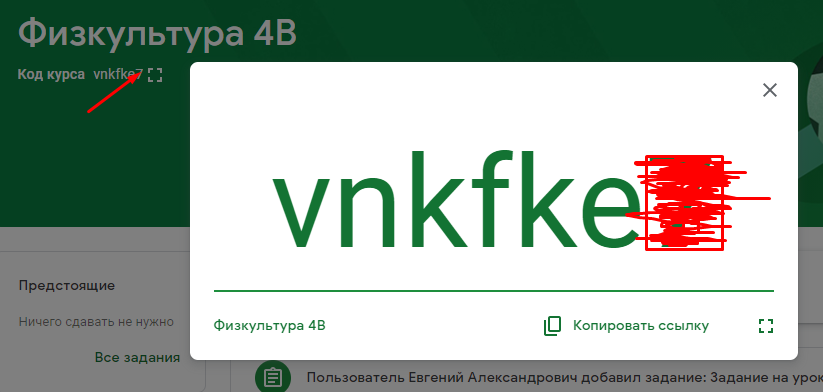 Физкультура 4В
Код курса vnkfke7
vnkfke
Физкультура 4В
Копировать ссылку
Предстоящие
Ничего сдавать не нужно
Все задания
Пользователь Евгений Александрович добавил задание: Задание на урок